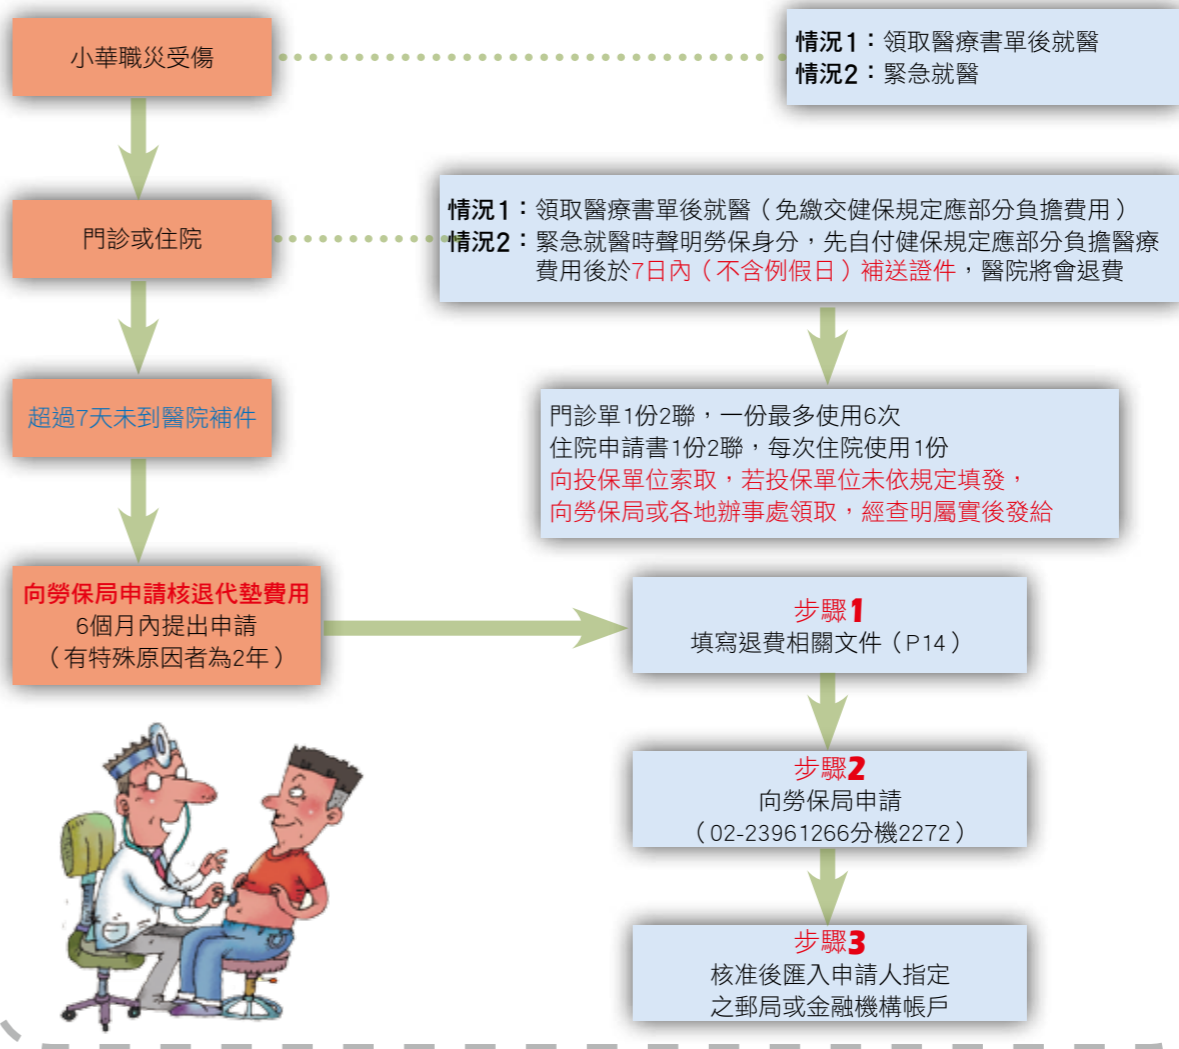 小華職災受傷
情況1：領取醫療書單後就醫
情況2：緊急就醫
門診或住院
情況1：領取醫療書單後就醫（免繳交健保規定應部分負擔費用）
情況2：緊急就醫時聲明勞保身分，先自付健保規定應部分負擔醫療
費用後於7日內（不含例假日）補送證件，醫院將會退費
超過7天未到醫院補件
門診單1份2聯，一份最多使用6次
住院申請書1份2聯，每次住院使用1份
向投保單位索取，若投保單位未依規定填發，
向勞保局或各地辦事處領取，經查明屬實後發給
向勞保局申請核退代墊費用
6個月內提出申請
（有特殊原因者為2年）
步驟1
填寫退費相關文件（P14）
步驟2
向勞保局申請
（02-23961266分機2272）
步驟3
核准後匯入申請人指定
之郵局或金融機構帳戶